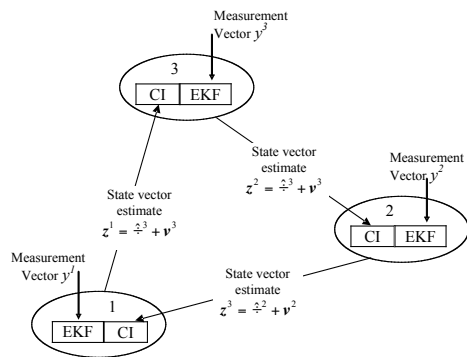 Measurement
Vector y³
3
CI EKF
State vector
estimate
z¹ = ÷̂³ + v³
State vector
estimate
z² = ÷̂³ + v³
Measurement
Vector y²
2
CI EKF
Measurement
Vector y¹
1
EKF CI
State vector
estimate
z³ = ÷̂² + v²